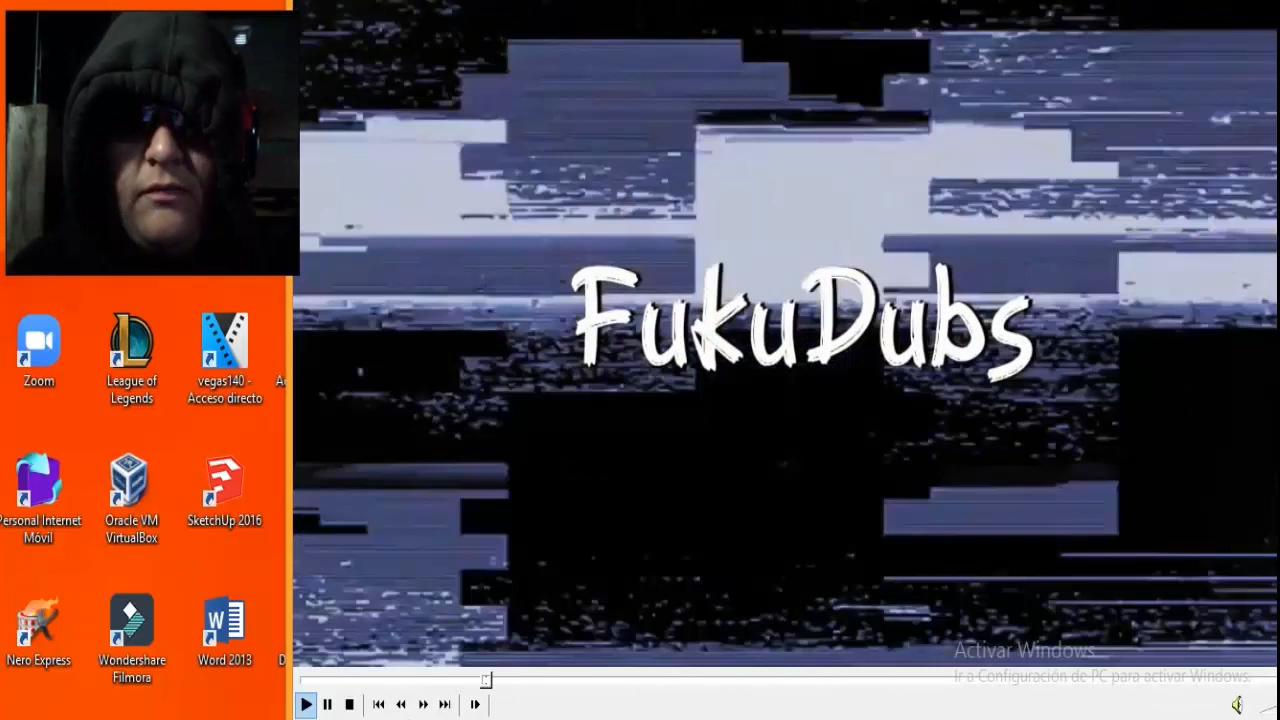 FukuDubs
Zoom
League of
Legends
vegas140 -
Acceso directo
Personal Internet
Móvil
Oracle VM
VirtualBox
SketchUp 2016
Nero Express
Wondershare
Filmora
Word 2013
Activar Windows
Ir a Configuración de PC para activar Windows.